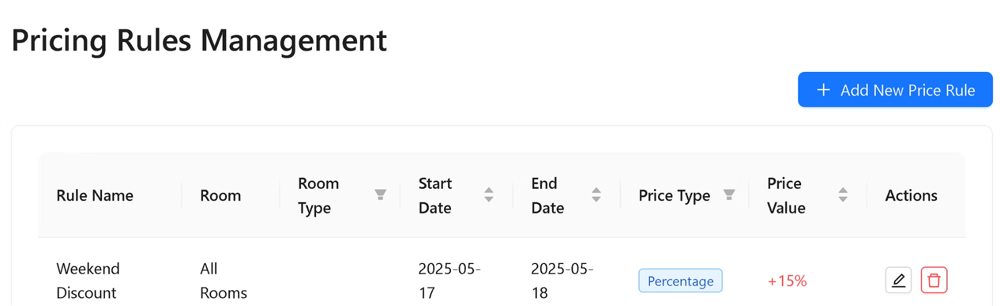 Pricing Rules Management
+ Add New Price Rule
Rule Name
Room
Room
Type
Start
Date
End
Date
Price Type
Price
Value
Actions
Weekend
Discount
All
Rooms
2025-05-
17
2025-05-
18
Percentage
+15%